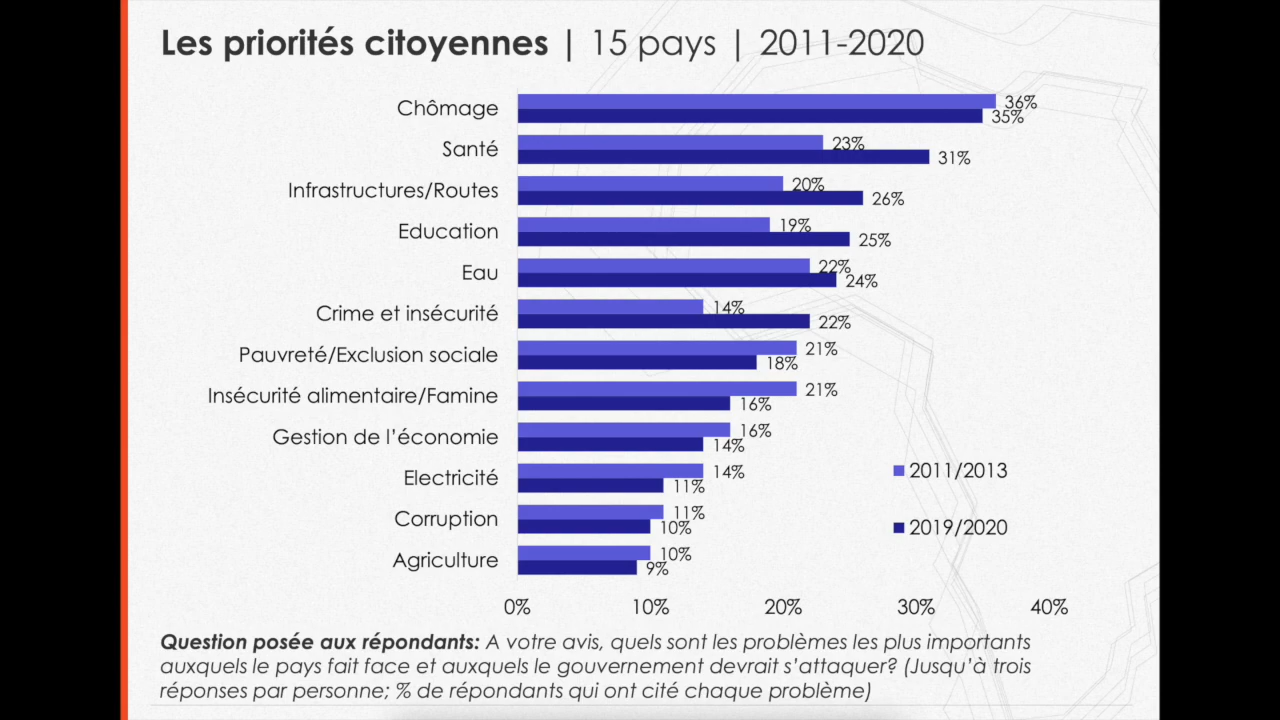 Les priorités citoyennes | 15 pays | 2011-2020
Chômage
36%
35%
Santé
23%
31%
Infrastructures/Routes
20%
26%
Education
19%
25%
Eau
22%
24%
Crime et insécurité
14%
22%
Pauvreté/Exclusion sociale
21%
18%
Insécurité alimentaire/Famine
21%
16%
Gestion de l'économie
16%
14%
Electricité
14%
11%
Corruption
11%
10%
Agriculture
10%
9%
2011/2013
2019/2020
0% 10% 20% 30% 40%
Question posée aux répondants: A votre avis, quels sont les problèmes les plus importants
auxquels le pays fait face et auxquels le gouvernement devrait s'attaquer? (Jusqu'à trois
réponses par personne; % de répondants qui ont cité chaque problème)